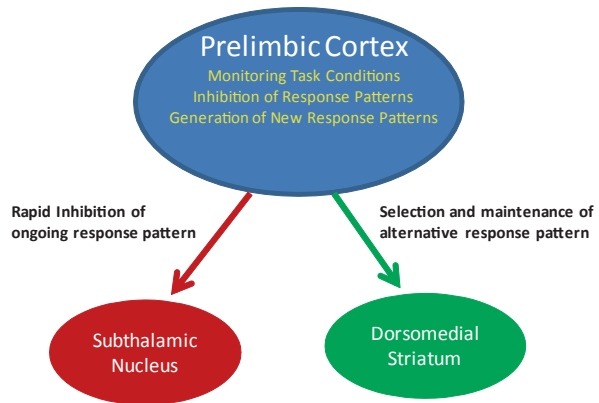 Prelimbic Cortex
Monitoring Task Conditions
Inhibition of Response Patterns
Generation of New Response Patterns
Rapid Inhibition of
ongoing response pattern
Selection and maintenance of
alternative response pattern
Subthalamic
Nucleus
Dorsomedial
Striatum